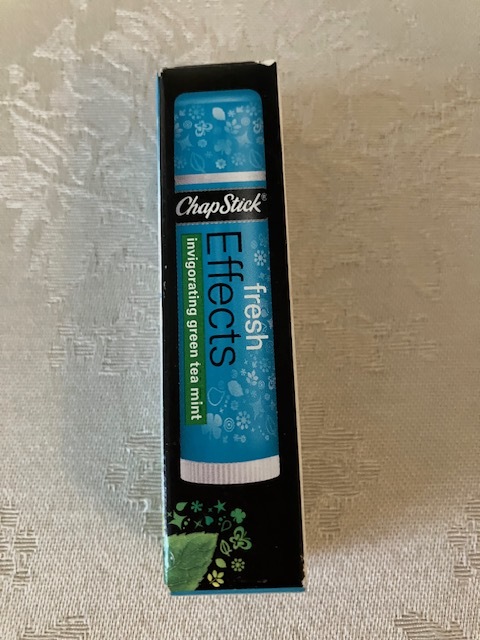 ChapStick®
fresh
Effects
invigorating green tea mint